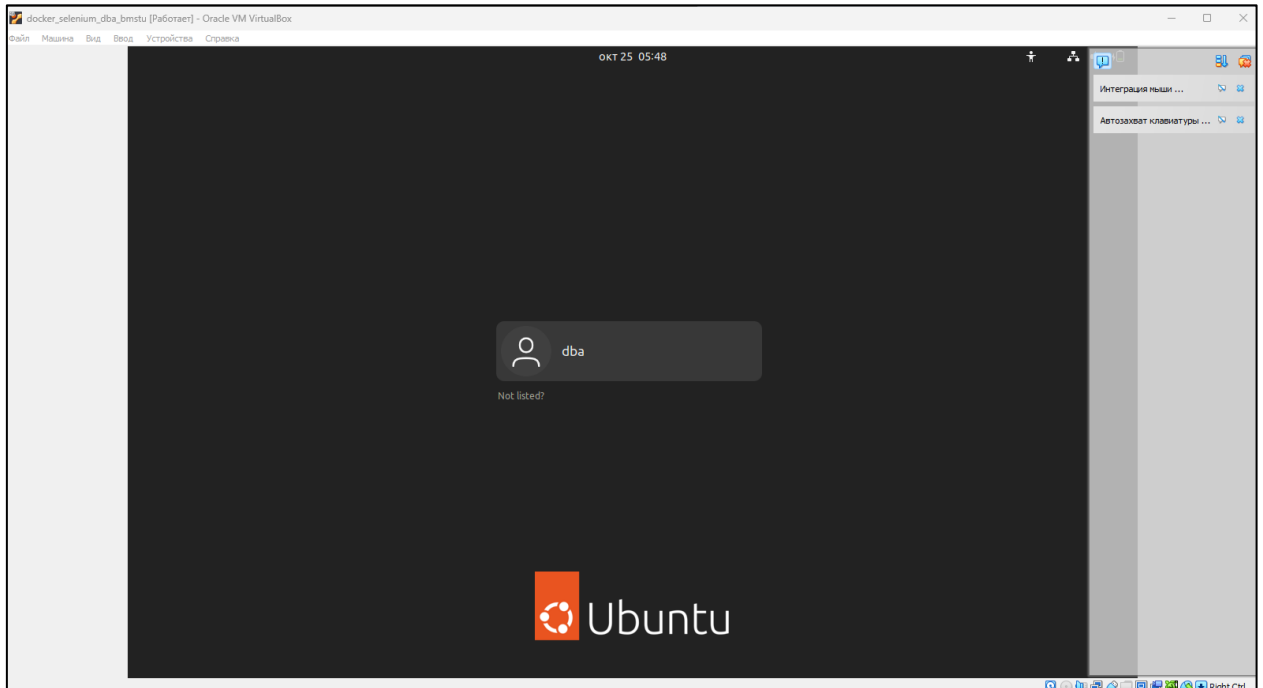 docker_selenium_dba_bmstu [Работает] - Oracle VM VirtualBox
Файл Машина Вид Ввод Устройства Справка
окт 25 05:48
Интеграция мыши ...
Автозахват клавиатуры ...
dba
Not listed?
Ubuntu
Right Ctrl